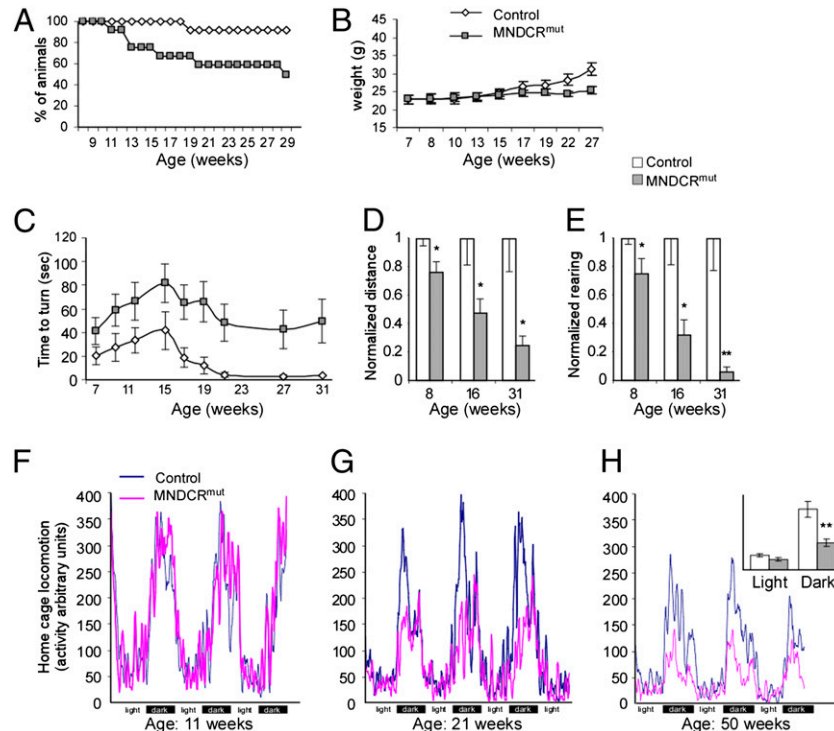 A
% of animals
100
80
60
40
20
0
9 11 13 15 17 19 21 23 25 27 29
Age (weeks)
B
Control
MNDCRmut
weight (g)
45
40
35
30
25
20
15
7 8 10 13 15 17 19 22 27
Age (weeks)
Control
MNDCRmut
C
Time to turn (sec)
120
100
80
60
40
20
0
7 11 15 19 23 27 31
Age (weeks)
D
Normalized distance
1
0.8
0.6
0.4
0.2
0
* * *
8 16 31
Age (weeks)
E
Normalized rearing
1
0.8
0.6
0.4
0.2
0
* * **
8 16 31
Age (weeks)
F
Control
MNDCRmut
Home cage locomotion
(activity arbitrary units)
400
350
300
250
200
150
100
50
0
light dark light dark light dark
Age: 11 weeks
G
400
350
300
250
200
150
100
50
0
light dark light dark light dark
Age: 21 weeks
H
400
350
300
250
200
150
100
50
0
**
Light Dark
light dark light dark light dark
Age: 50 weeks